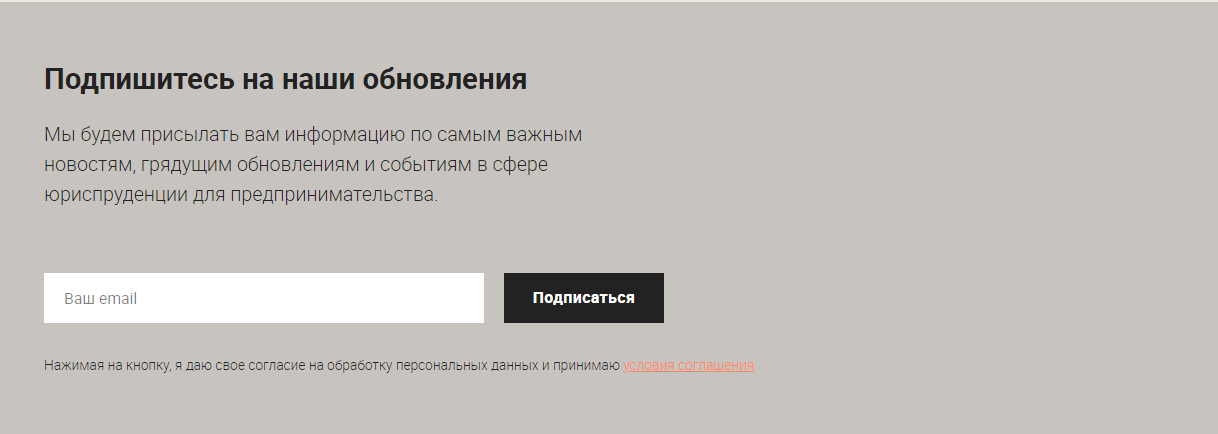 Подпишитесь на наши обновления
Мы будем присылать вам информацию по самым важным
новостям, грядущим обновлениям и событиям в сфере
юриспруденции для предпринимательства.
Ваш email
Подписаться
Нажимая на кнопку, я даю свое согласие на обработку персональных данных и принимаю условия соглашения